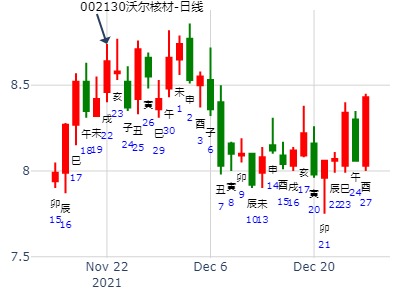 002130沃尔核材-日线
8.5
8
7.5
卯
15
辰
16
巳
17
午
18
未
19
戌
22
亥
23
子
24
丑
25
寅
26
巳
29
午
30
未
1
申
2
酉
3
子
6
丑
7
寅
8
卯
9
辰
10
未
13
申
14
酉
15
戌
16
亥
17
寅
20
卯
21
辰
22
巳
23
午
24
酉
27
Nov 22
2021
Dec 6
Dec 20